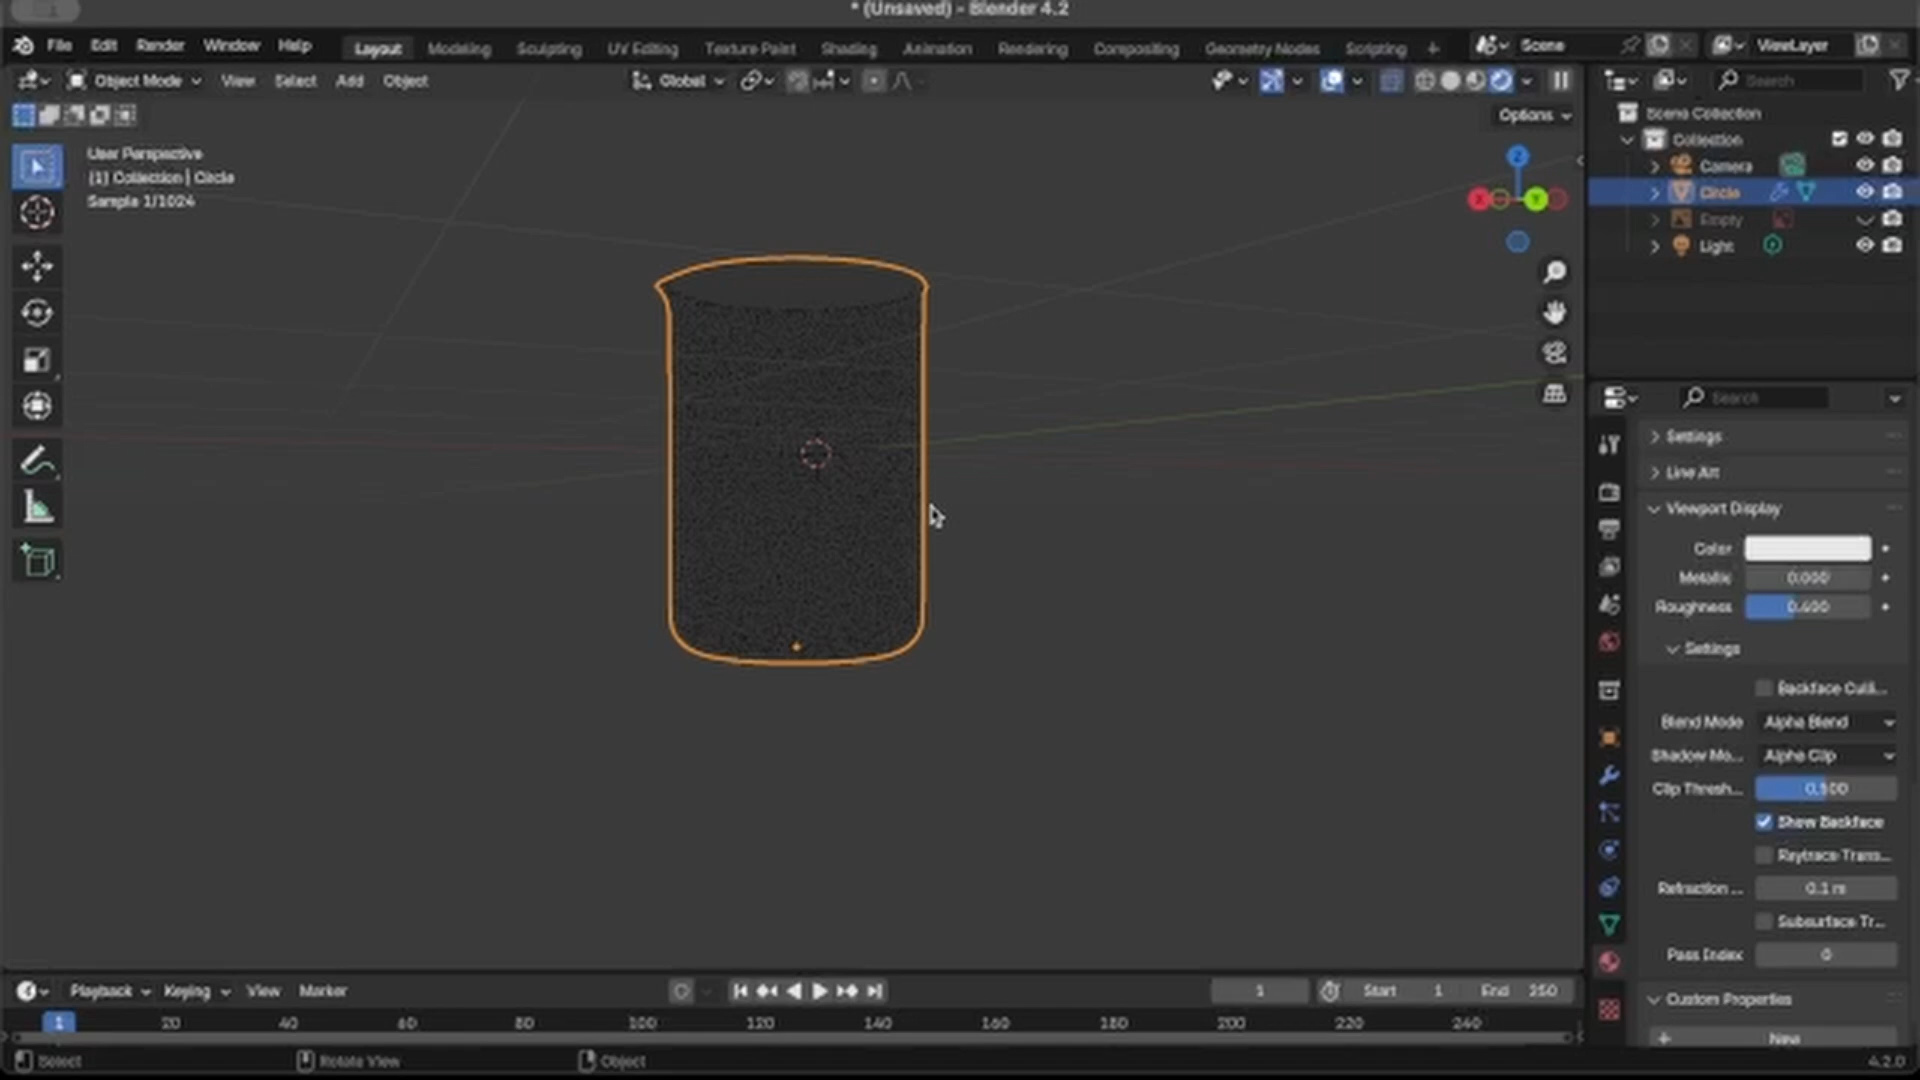 * (Unsaved) - Blender 4.2
File Edit Render Window Help Layout Modeling Sculpting UV Editing Texture Paint Shading Animation Rendering Compositing Geometry Nodes Scripting + Scene ViewLayer
Object Mode View Select Add Object Global Search
Options
User Perspective
(1) Collection | Circle
Sample 1/1024
Z
X
Y
Scene Collection
Collection
Camera
Circle
Empty
Light
Search
Settings
Line Art
Viewport Display
Color
Metallic 0.000
Roughness 0.400
Settings
Backface Culli...
Blend Mode Alpha Blend
Shadow Mo... Alpha Clip
Clip Thresh... 0.500
Show Backface
Raytrace Trans...
Refraction ... 0.1 m
Subsurface Tr...
Pass Index 0
Custom Properties
New
Playback Keying View Marker 1 Start 1 End 250
1 20 40 60 80 100 120 140 160 180 200 220 240
Select Rotate View Object 4.2.0